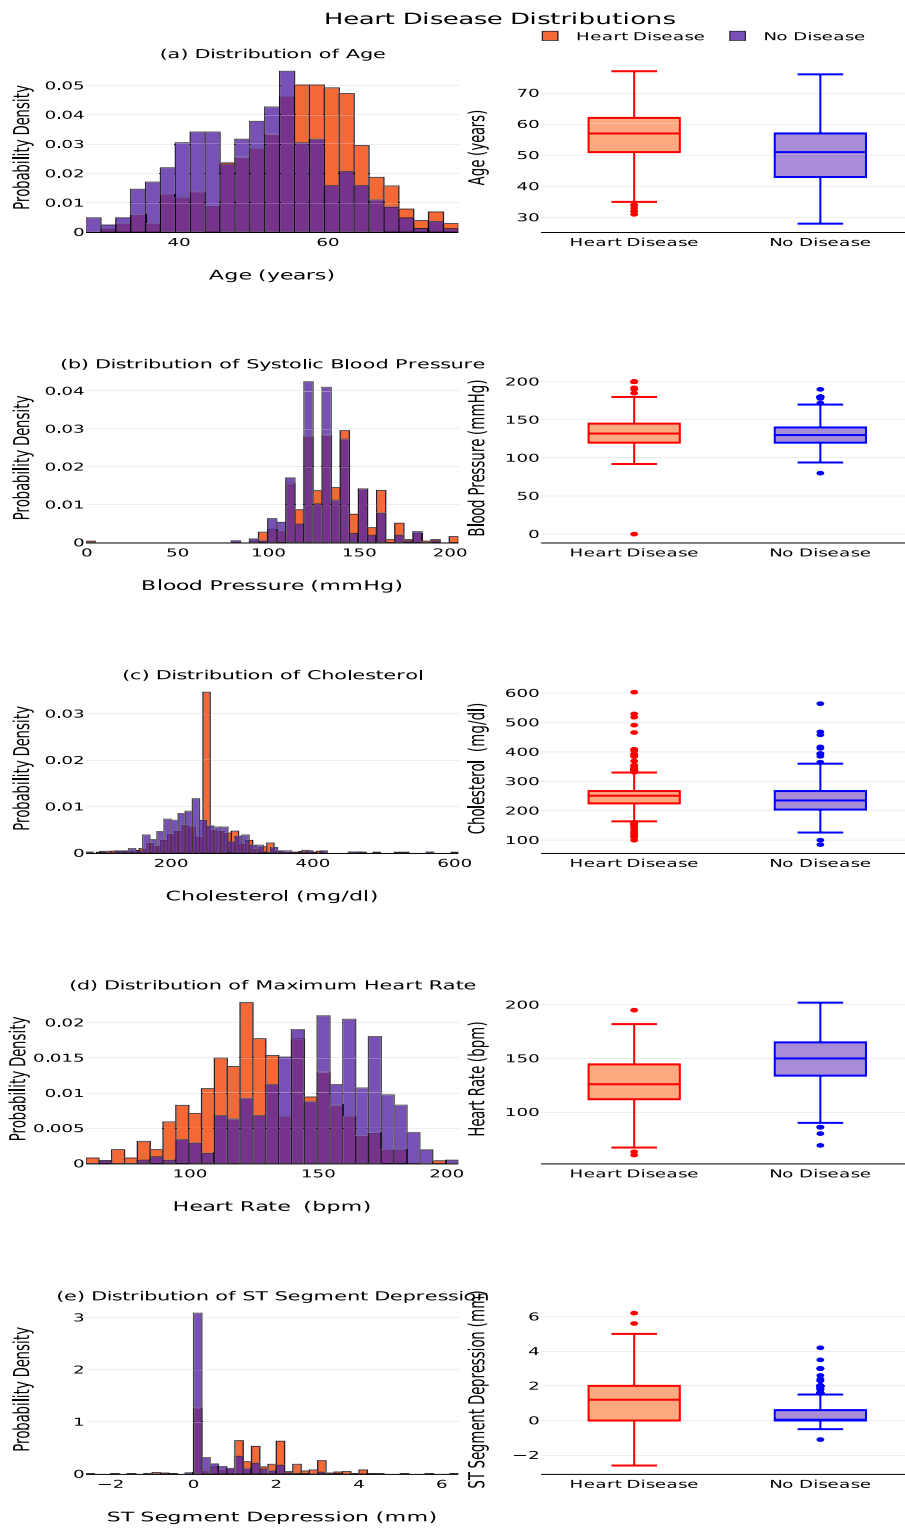 Heart Disease Distributions
Heart Disease No Disease
(a) Distribution of Age
Probability Density
0.05
0.04
0.03
0.02
0.01
0
40 60
Age (years)
Age (years)
70
60
50
40
30
Heart Disease No Disease
(b) Distribution of Systolic Blood Pressure
Probability Density
0.04
0.03
0.02
0.01
0
0 50 100 150 200
Blood Pressure (mmHg)
Blood Pressure (mmHg)
200
150
100
50
0
Heart Disease No Disease
(c) Distribution of Cholesterol
Probability Density
0.03
0.02
0.01
0
200 400 600
Cholesterol (mg/dl)
Cholesterol (mg/dl)
600
500
400
300
200
100
Heart Disease No Disease
(d) Distribution of Maximum Heart Rate
Probability Density
0.02
0.015
0.01
0.005
0
100 150 200
Heart Rate (bpm)
Heart Rate (bpm)
200
150
100
Heart Disease No Disease
(e) Distribution of ST Segment Depression
Probability Density
3
2
1
0
−2 0 2 4 6
ST Segment Depression (mm)
ST Segment Depression (mm)
6
4
2
0
−2
Heart Disease No Disease